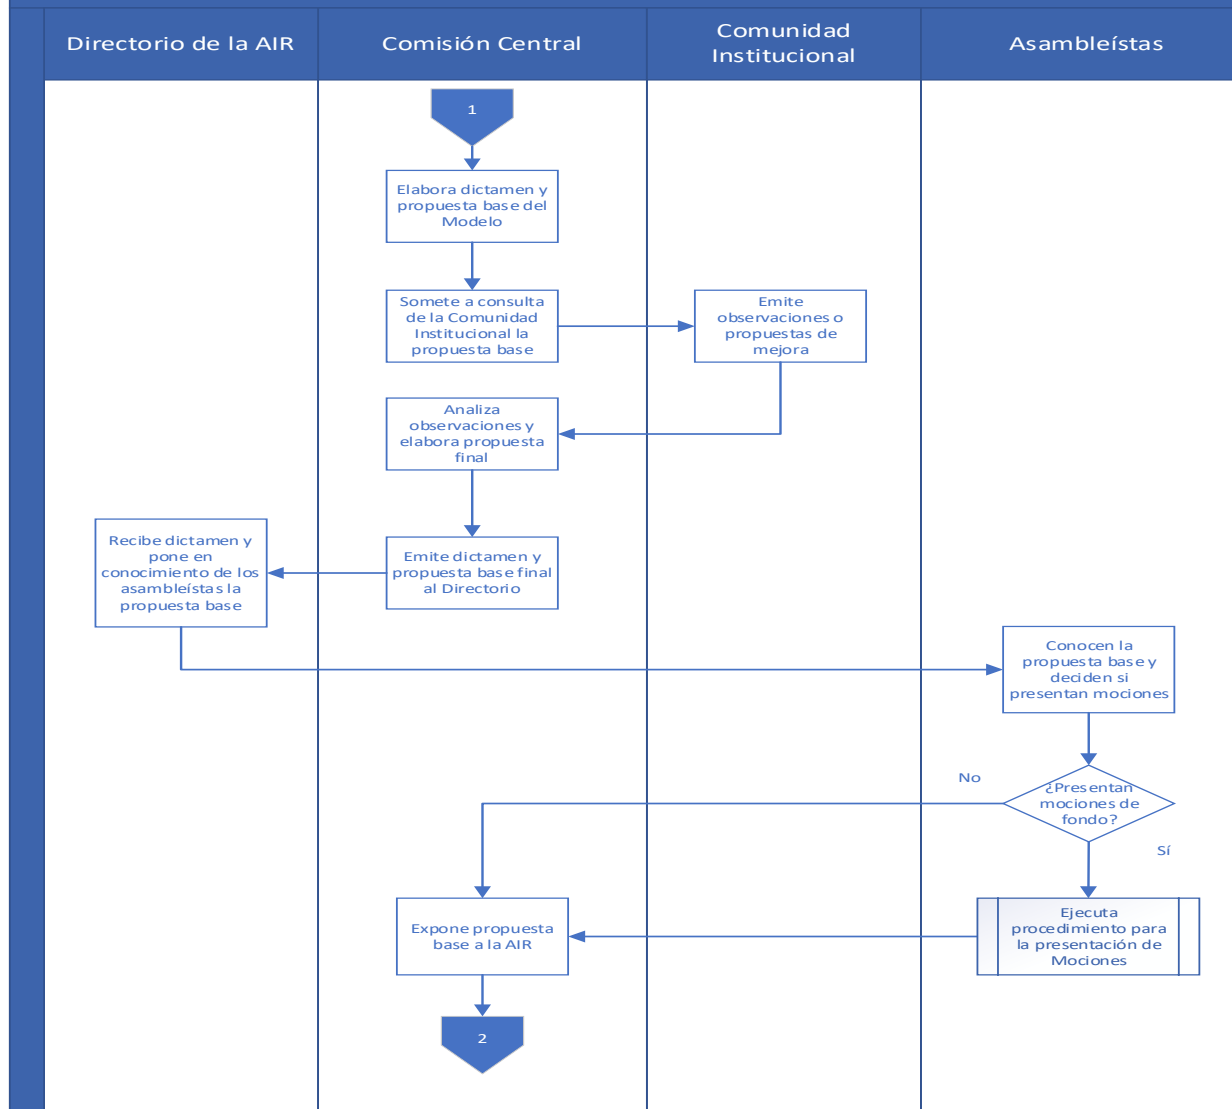 Directorio de la AIR
Comisión Central
Comunidad
Institucional
Asambleístas
1
Elabora dictamen y
propuesta base del
Modelo
Somete a consulta
de la Comunidad
Institucional la
propuesta base
Emite
observaciones o
propuestas de
mejora
Analiza
observaciones y
elabora propuesta
final
Recibe dictamen y
pone en
conocimiento de los
asambleístas la
propuesta base
Emite dictamen y
propuesta base final
al Directorio
Conocen la
propuesta base y
deciden si
presentan mociones
No
¿Presentan
mociones de
fondo?
Sí
Expone propuesta
base a la AIR
Ejecuta
procedimiento para
la presentación de
Mociones
2